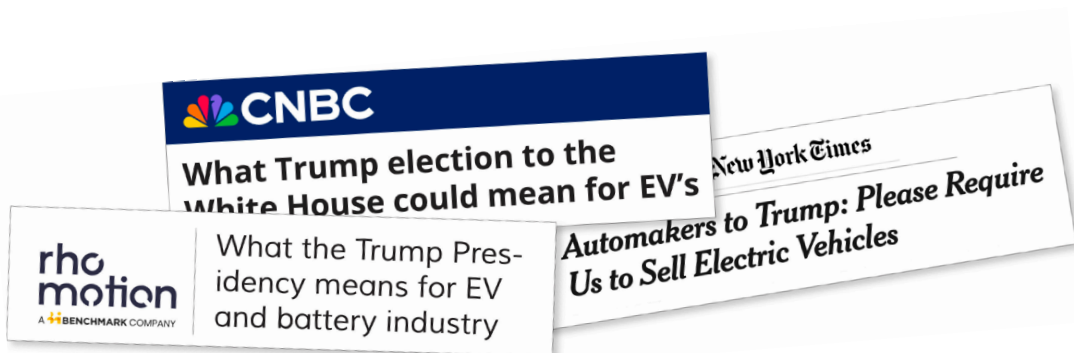 CNBC
What Trump election to the
White House could mean for EV's
New York Times
Automakers to Trump: Please Require
Us to Sell Electric Vehicles
rho
motion
A BENCHMARK COMPANY
What the Trump Pres-
idency means for EV
and battery industry